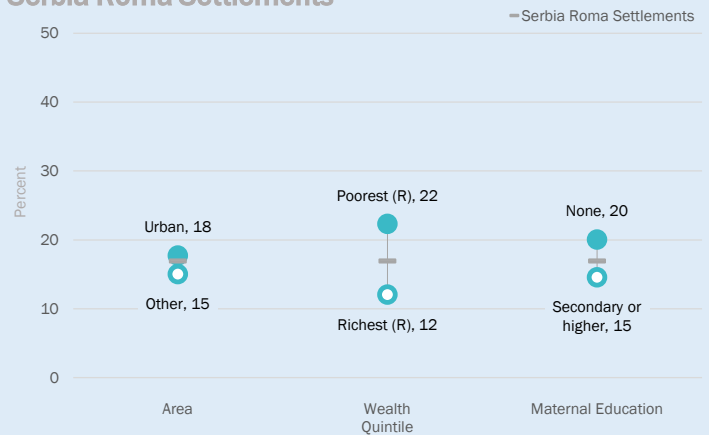 Serbia Roma Settlements
Serbia Roma Settlements
50
40
30
20
10
0
Percent
Urban, 18
Other, 15
Poorest (R), 22
Richest (R), 12
None, 20
Secondary or
higher, 15
Area
Wealth
Quintile
Maternal Education